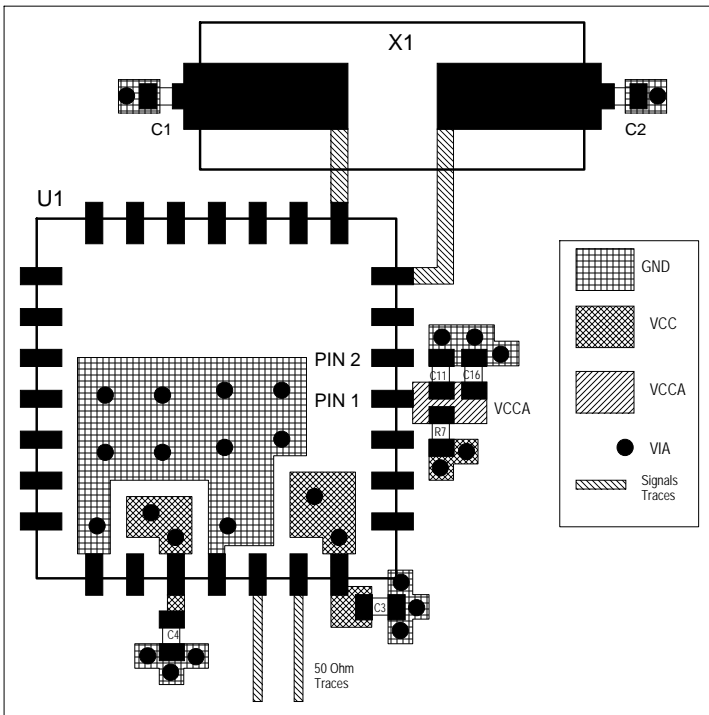 X1
C1
C2
U1
GND
VCC
VCCA
VIA
Signals
Traces
PIN 2
PIN 1
C11
C16
VCCA
R7
C3
C4
50 Ohm
Traces